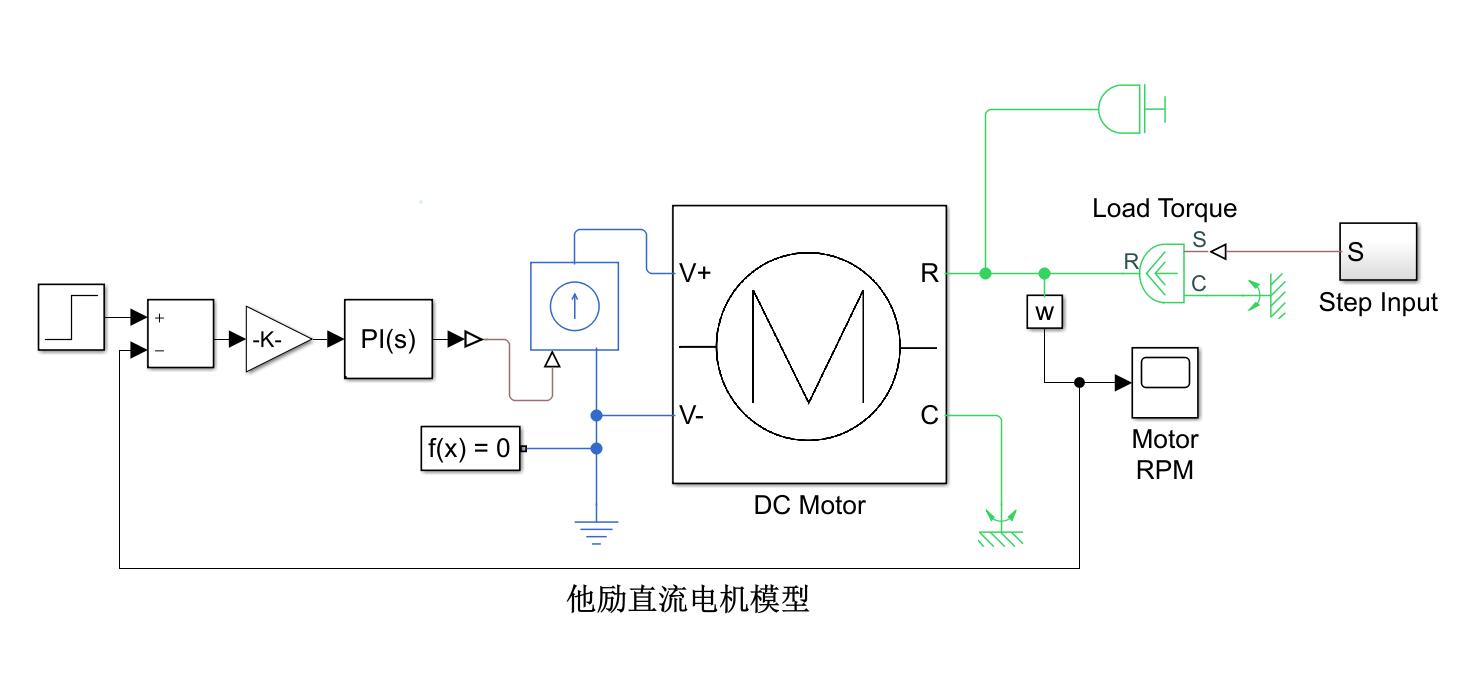 Load Torque
S
R
C
S
Step Input
V+
R
+
−
-K-
PI(s)
w
V-
C
f(x) = 0
Motor
RPM
DC Motor
他励直流电机模型